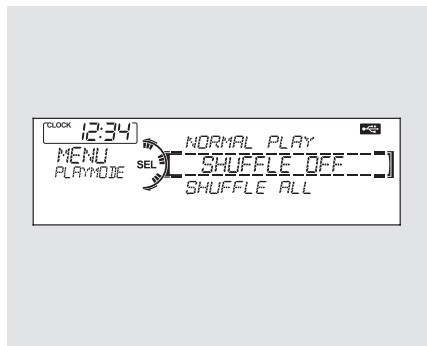 CLOCK 12:34
NORMAL PLAY
MENU SEL SHUFFLE OFF
PLAYMODE
SHUFFLE ALL